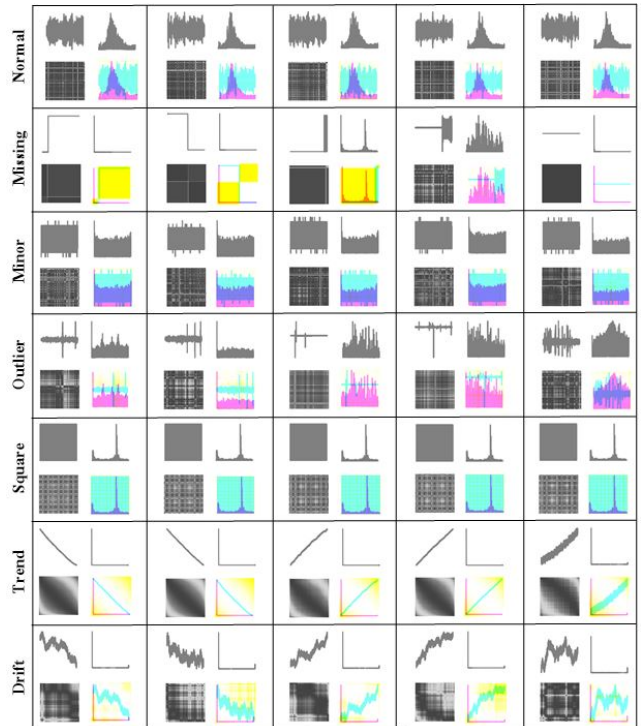 Normal
Missing
Minor
Outlier
Square
Trend
Drift